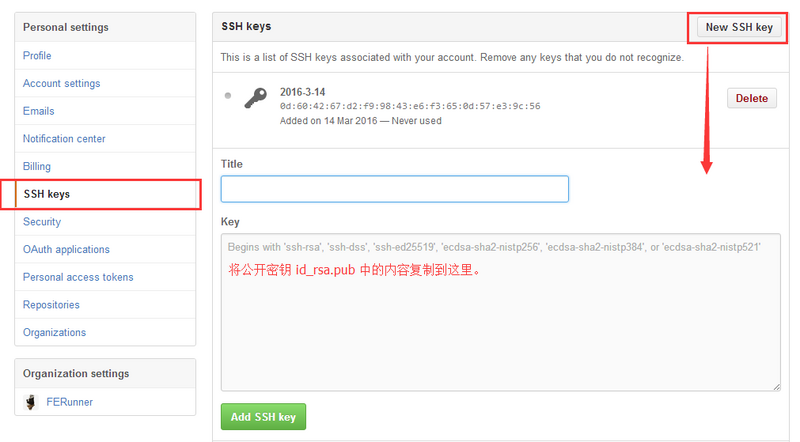 Personal settings
Profile
Account settings
Emails
Notification center
Billing
SSH keys
Security
OAuth applications
Personal access tokens
Repositories
Organizations
Organization settings
FERunner
SSH keys
New SSH key
This is a list of SSH keys associated with your account. Remove any keys that you do not recognize.
2016-3-14
0d:60:42:67:d2:f9:98:43:e6:f3:65:0d:57:e3:9c:56
Added on 14 Mar 2016 — Never used
Delete
Title
Key
Begins with 'ssh-rsa', 'ssh-dss', 'ssh-ed25519', 'ecdsa-sha2-nistp256', 'ecdsa-sha2-nistp384', or 'ecdsa-sha2-nistp521'
将公开密钥 id_rsa.pub 中的内容复制到这里。
Add SSH key